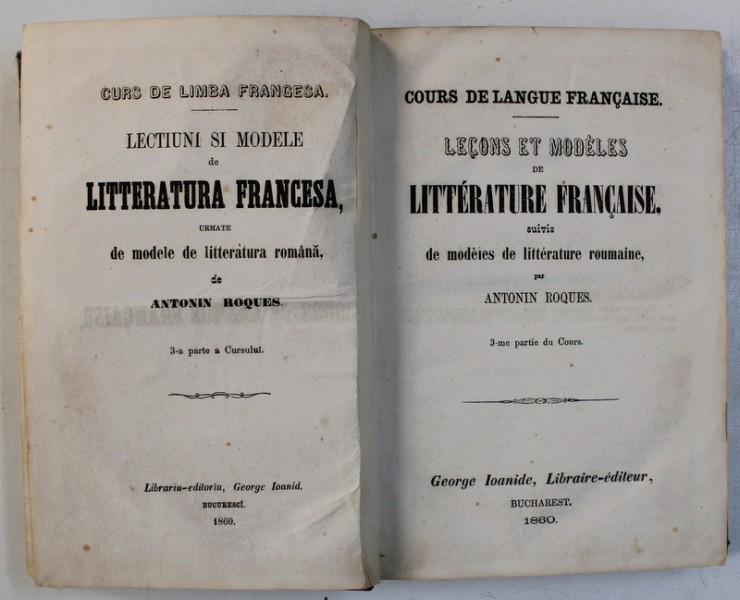 CURS DE LIMBA FRANCESA.
LECTIUNI SI MODELE
de
LITTERATURA FRANCESA,
URMATE
de modele de litteratura română,
de
ANTONIN ROQUES.
3-a parte a Cursului.
Librariu-editoriu, George Ioanid.
BUCURESCĬ.
1860.
COURS DE LANGUE FRANÇAISE.
LEÇONS ET MODÈLES
DE
LITTÉRATURE FRANÇAISE,
suivis
de modèles de littérature roumaine,
par
ANTONIN ROQUES.
3-me partie du Cours.
George Ioanide, Libraire-éditeur,
BUCHAREST.
1860.